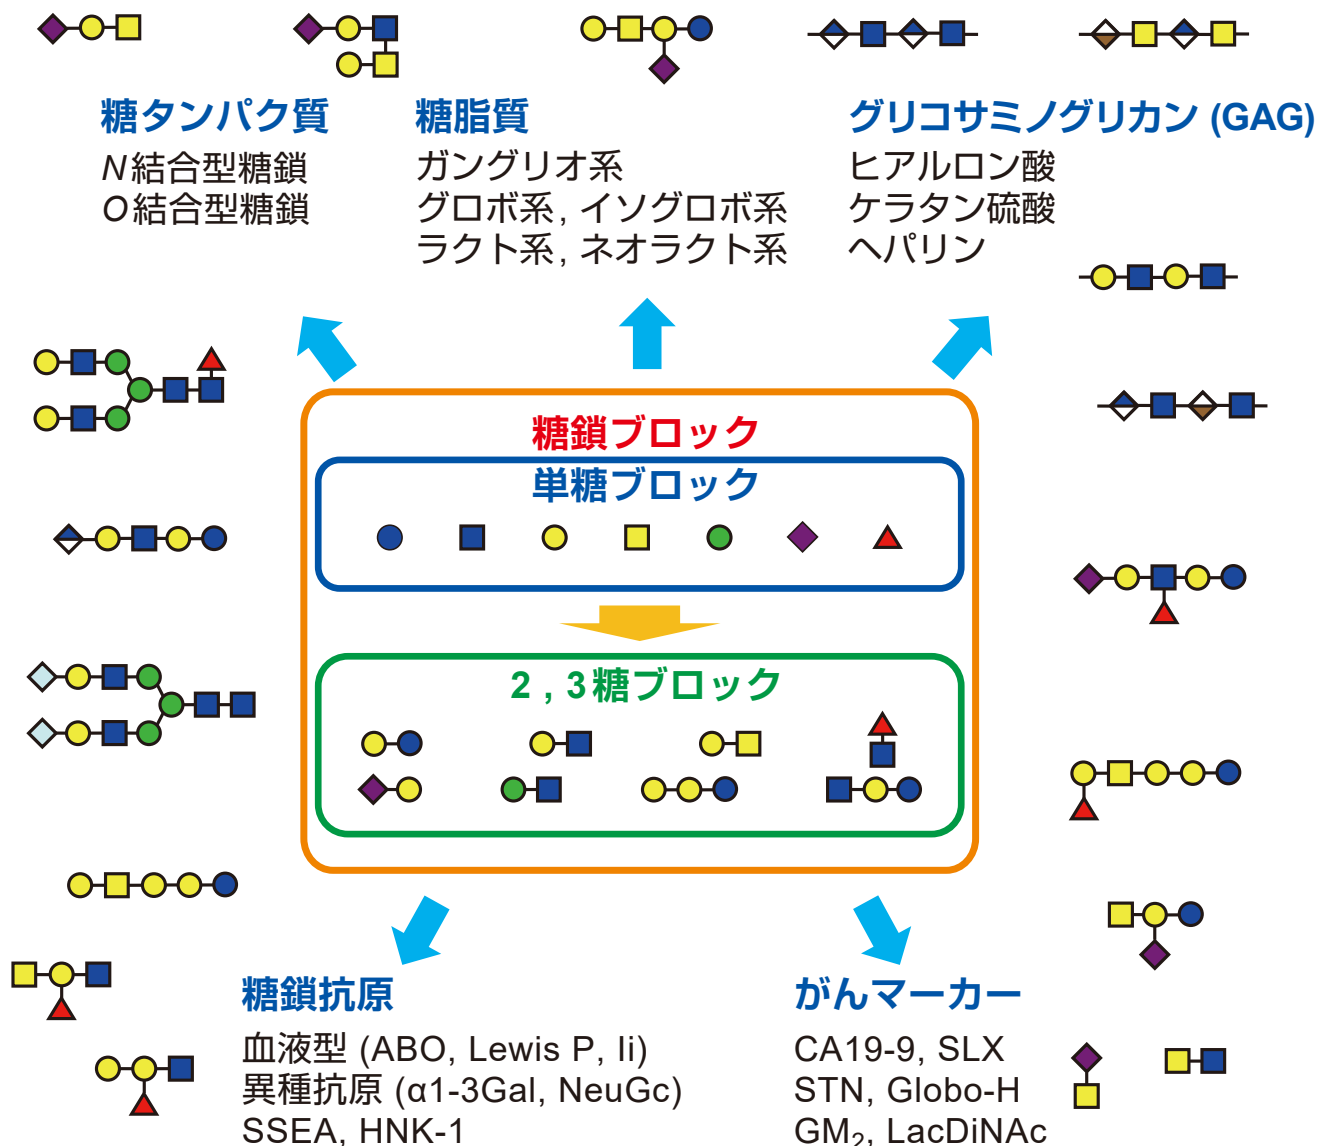 糖タンパク質
N結合型糖鎖
O結合型糖鎖
糖脂質
ガングリオ系
グロボ系, イソグロボ系
ラクト系, ネオラクト系
グリコサミノグリカン (GAG)
ヒアルロン酸
ケラタン硫酸
ヘパリン
糖鎖ブロック
単糖ブロック
2 , 3糖ブロック
糖鎖抗原
血液型 (ABO, Lewis P, Ii)
異種抗原 (α1-3Gal, NeuGc)
SSEA, HNK-1
がんマーカー
CA19-9, SLX
STN, Globo-H
GM₂, LacDiNAc